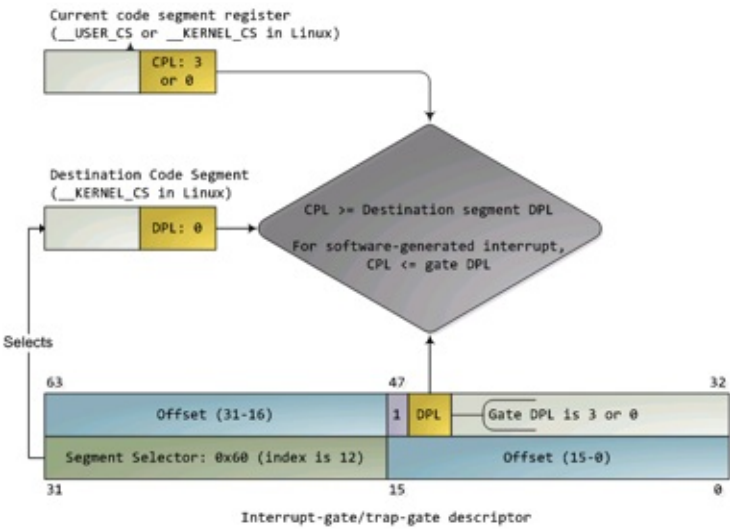 Current code segment register
(__USER_CS or __KERNEL_CS in Linux)
CPL: 3
or 0
Destination Code Segment
(__KERNEL_CS in Linux)
DPL: 0
CPL >= Destination segment DPL
For software-generated interrupt,
CPL <= gate DPL
Selects
63 47 32
Offset (31-16) 1 DPL Gate DPL is 3 or 0
Segment Selector: 0x60 (index is 12) Offset (15-0)
31 15 0
Interrupt-gate/trap-gate descriptor